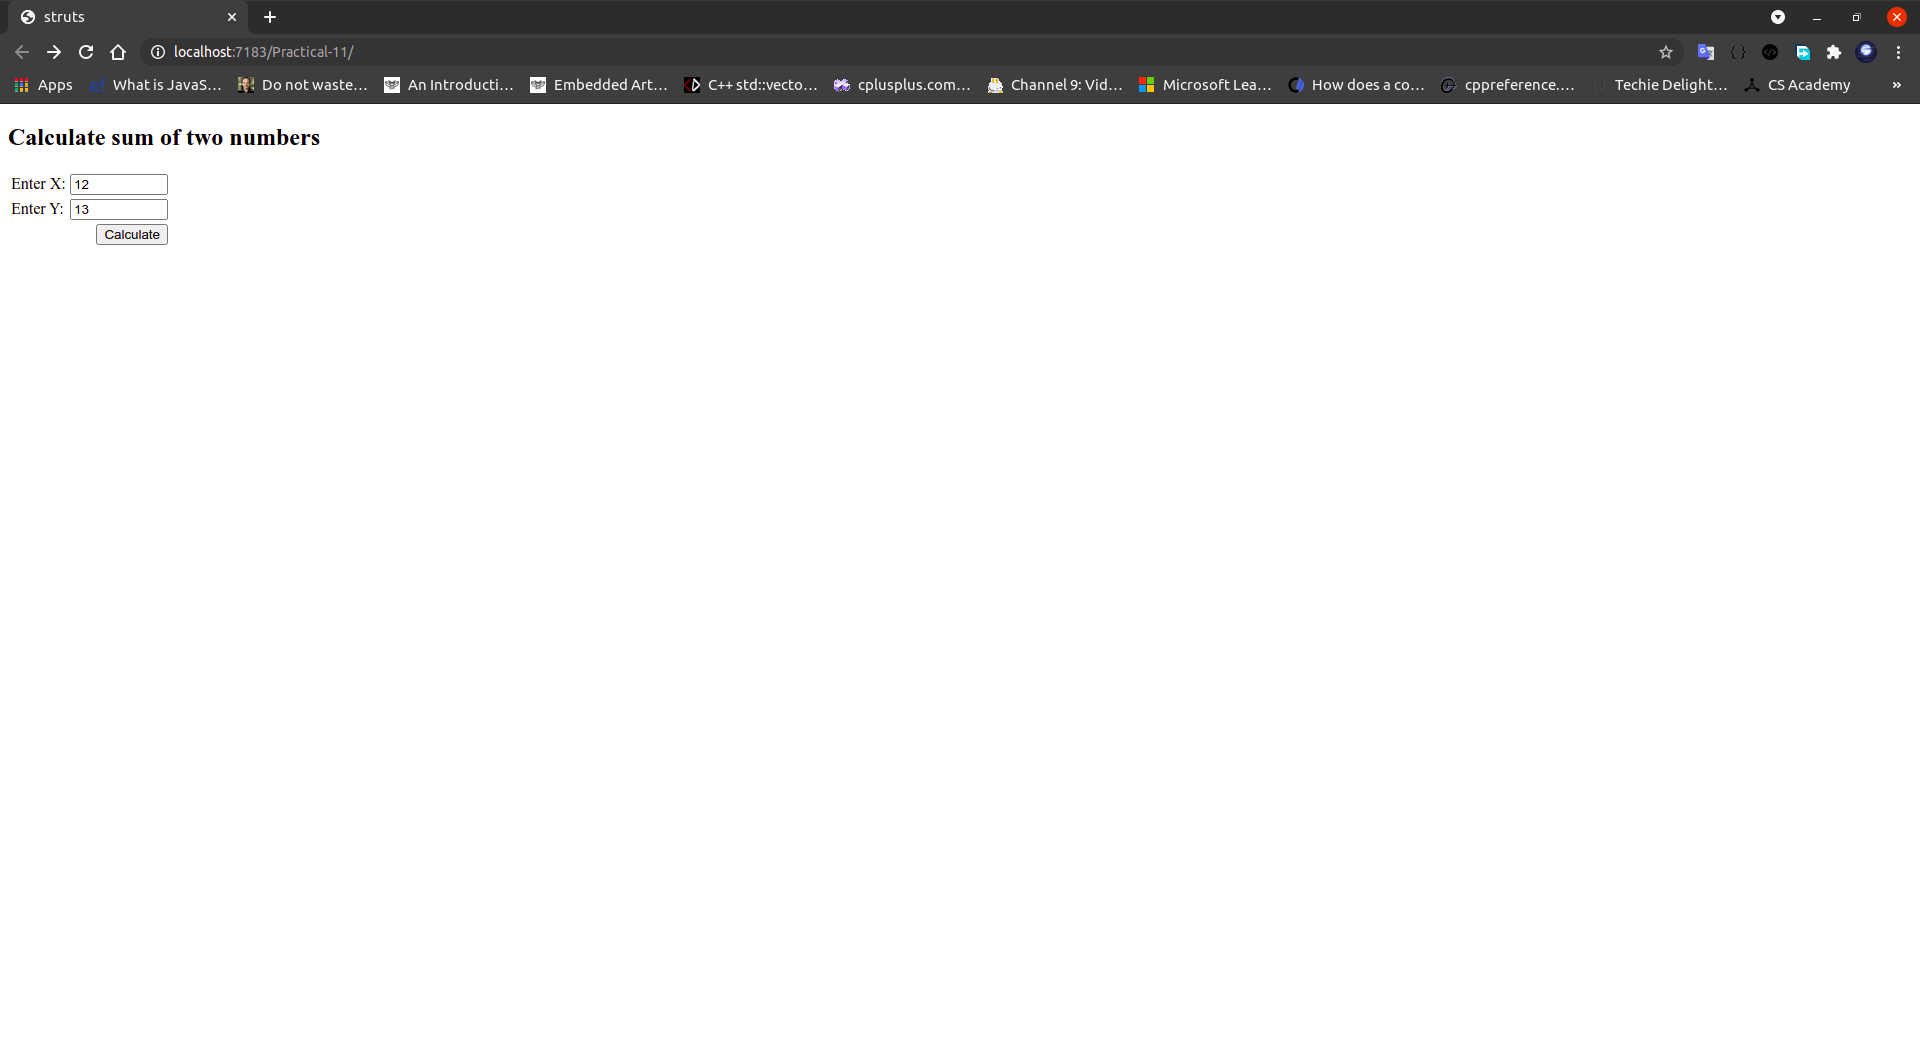 struts
localhost:7183/Practical-11/
Apps What is JavaS... Do not waste... An Introducti... Embedded Art... C++ std::vecto... cplusplus.com... Channel 9: Vid... Microsoft Lea... How does a co... cppreference.... Techie Delight... CS Academy »
Calculate sum of two numbers
Enter X: 12
Enter Y: 13
Calculate